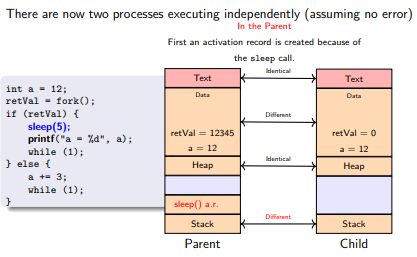 There are now two processes executing independently (assuming no error)
In the Parent
First an activation record is created because of
the sleep call.
int a = 12;
retVal = fork();
if (retVal) {
sleep(5);
printf("a = %d", a);
while (1);
} else {
a += 3;
while (1);
}
Text
Identical
Text
Data
Data
Different
retVal = 12345
a = 12
retVal = 0
a = 12
Heap
Identical
Heap
sleep() a.r.
Stack
Different
Stack
Parent
Child